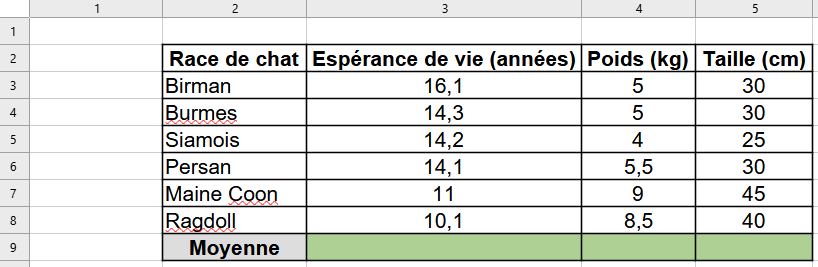 1 2 3 4 5
1
2 Race de chat Espérance de vie (années) Poids (kg) Taille (cm)
3 Birman 16,1 5 30
4 Burmes 14,3 5 30
5 Siamois 14,2 4 25
6 Persan 14,1 5,5 30
7 Maine Coon 11 9 45
8 Ragdoll 10,1 8,5 40
9 Moyenne